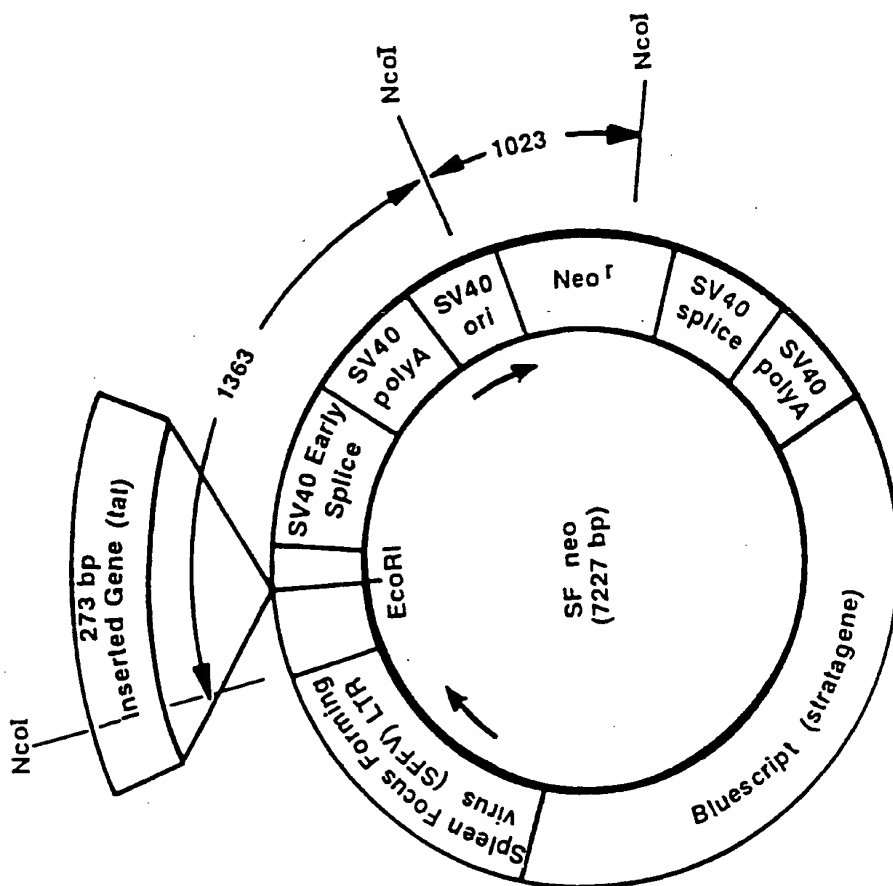 NcoI
NcoI
1023
1363
273 bp
Inserted Gene (tat)
NcoI
SV40 Early
Splice
SV40
polyA
SV40
ori
Neo r
SV40
splice
SV40
polyA
EcoRI
SF neo
(7227 bp)
Spleen Focus Forming
virus (SFFV) LTR
Bluescript (stratagene)